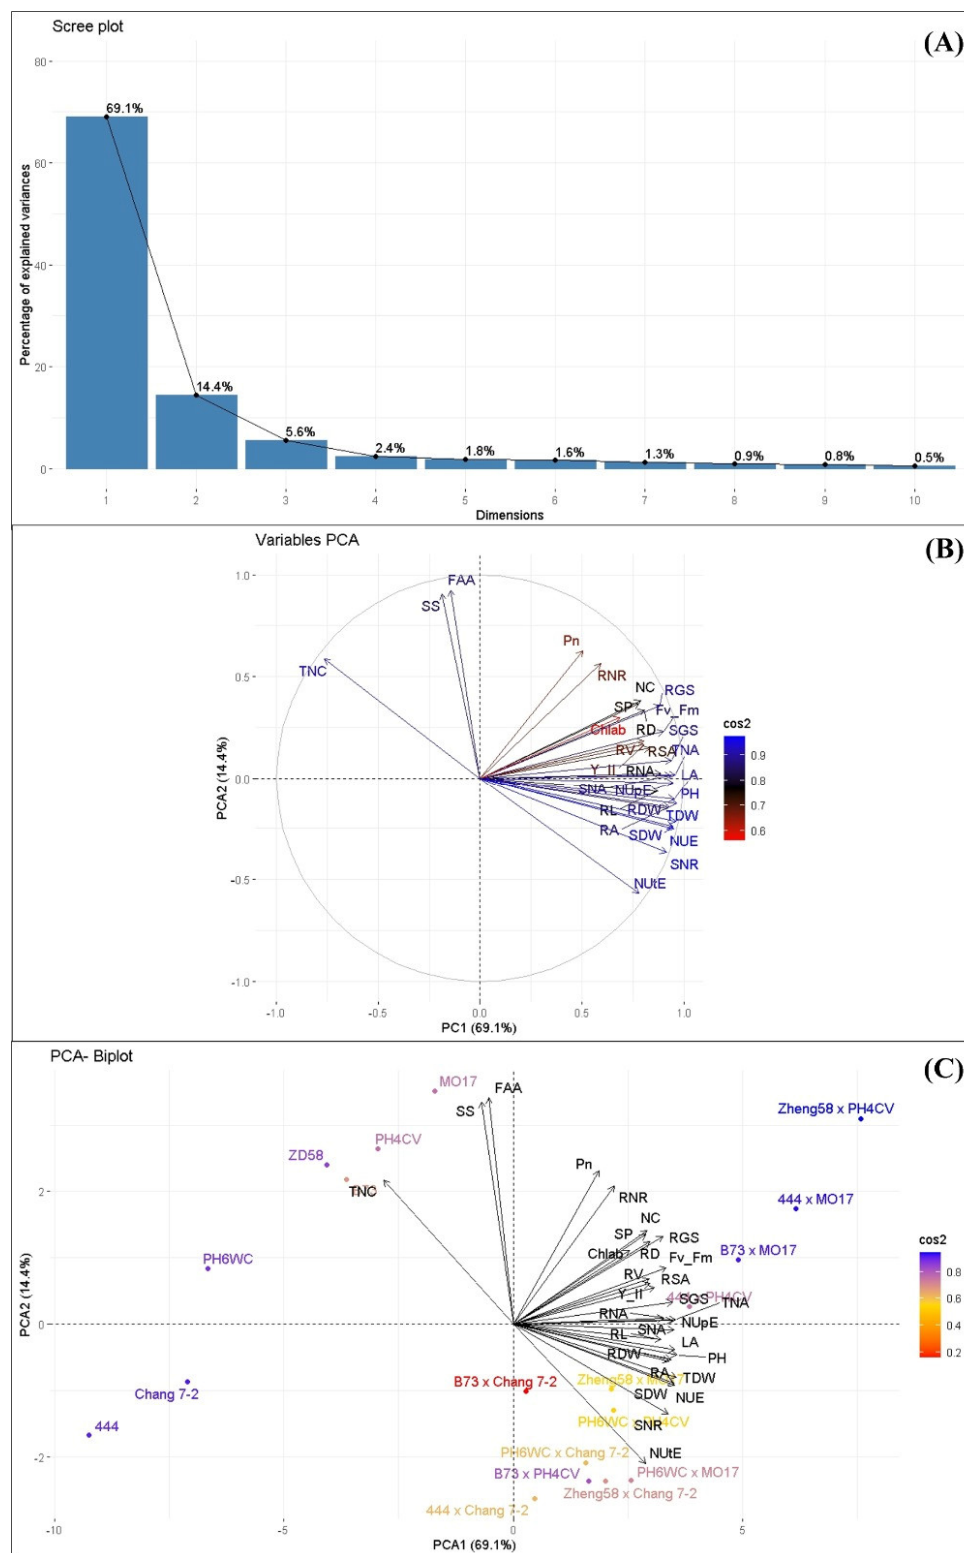 Scree plot
(A)
80
60
40
20
0
Percentage of explained variances
69.1%
14.4%
5.6%
2.4%
1.8%
1.6%
1.3%
0.9%
0.8%
0.5%
1 2 3 4 5 6 7 8 9 10
Dimensions
Variables PCA
(B)
1.0
0.5
0.0
-0.5
-1.0
PCA2 (14.4%)
FAA
SS
TNC
Pn
RNR
NC
RGS
SP
Fv_Fm
Chlab
RD
SGS
RV
RSA
TNA
Y_II
RNA
LA
SNA
NUpE
PH
RL
RDW
TDW
RA
SDW
NUE
SNR
NUtE
cos2
0.9
0.8
0.7
0.6
-1.0 -0.5 0.0 0.5 1.0
PC1 (69.1%)
PCA- Biplot
(C)
2
0
-2
PCA2 (14.4%)
MO17
FAA
SS
Zheng58 x PH4CV
PH4CV
ZD58
TNC
Pn
RNR
444 x MO17
NC
SP
RGS
Chlab
RD
B73 x MO17
Fv_Fm
PH6WC
RV
RSA
Y_II
SGS
PH4CV
TNA
RNA
NUpE
SNA
RL
LA
RDW
PH
RA
TDW
Chang 7-2
B73 x Chang 7-2
Zheng58 x MO17
SDW
NUE
PH6WC x PH4CV
SNR
444
PH6WC x Chang 7-2
NUtE
B73 x PH4CV
PH6WC x MO17
Zheng58 x Chang 7-2
444 x Chang 7-2
cos2
0.8
0.6
0.4
0.2
-10 -5 0 5
PCA1 (69.1%)